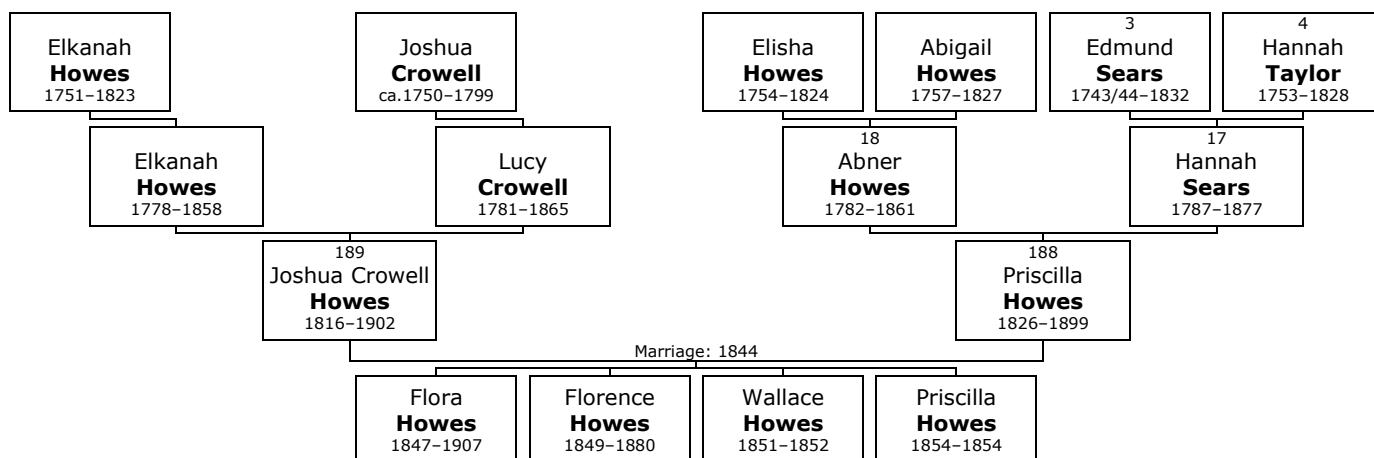 Elkanah
Howes
1751–1823
Joshua
Crowell
ca.1750–1799
Elisha
Howes
1754–1824
Abigail
Howes
1757–1827
3
Edmund
Sears
1743/44–1832
4
Hannah
Taylor
1753–1828
Elkanah
Howes
1778–1858
Lucy
Crowell
1781–1865
18
Abner
Howes
1782–1861
17
Hannah
Sears
1787–1877
189
Joshua Crowell
Howes
1816–1902
188
Priscilla
Howes
1826–1899
Marriage: 1844
Flora
Howes
1847–1907
Florence
Howes
1849–1880
Wallace
Howes
1851–1852
Priscilla
Howes
1854–1854